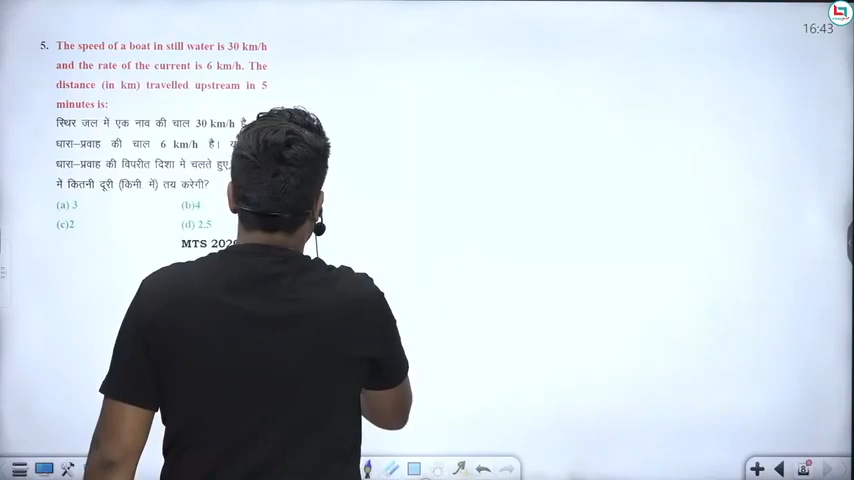 16:43
5. The speed of a boat in still water is 30 km/h
and the rate of the current is 6 km/h. The
distance (in km) travelled upstream in 5
minutes is:
स्थिर जल में एक नाव की चाल 30 km/h है
धारा–प्रवाह की चाल 6 km/h है।
धारा–प्रवाह की विपरीत दिशा मे चलते हुए,
में कितनी दूरी (किमी. में) तय करेगी?
(a) 3 (b)4
(c)2 (d) 2.5
MTS 2020
8